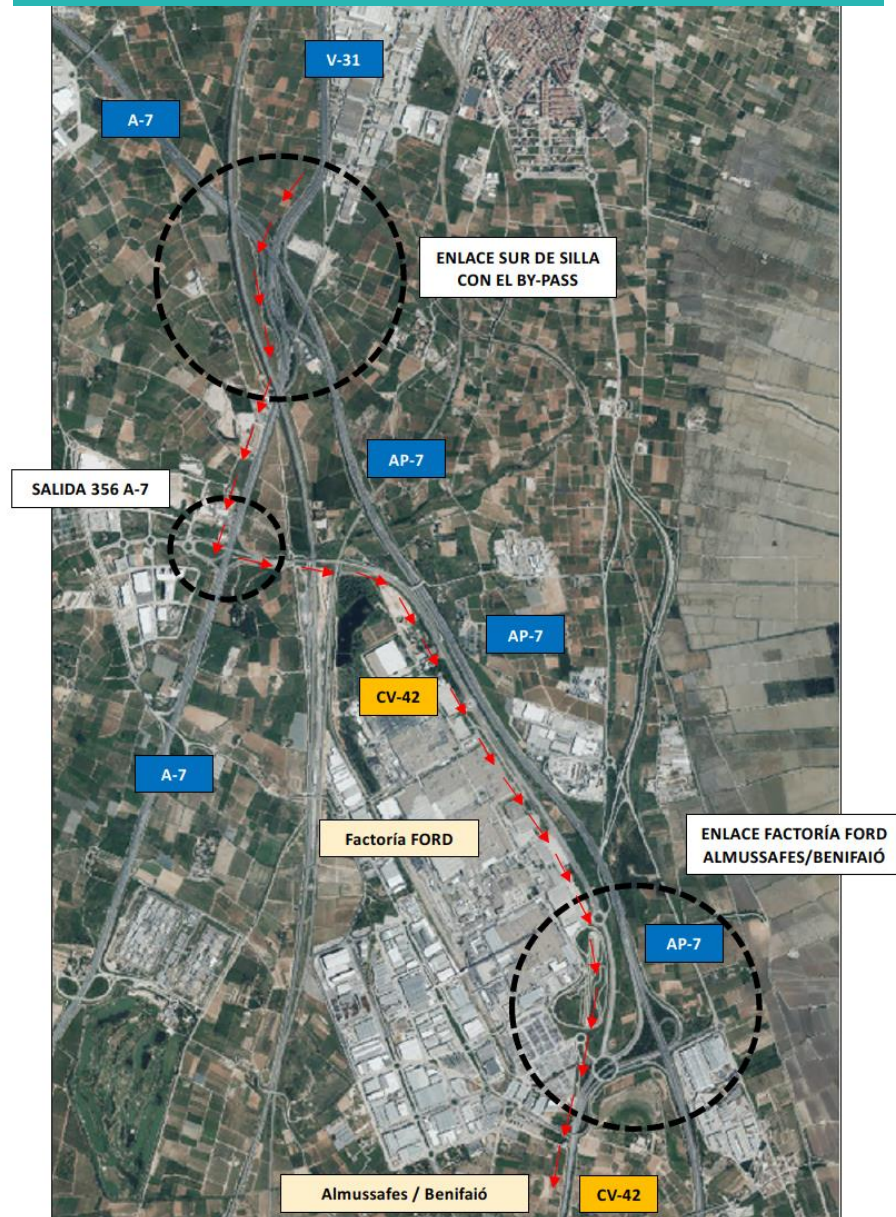 V-31
A-7
ENLACE SUR DE SILLA
CON EL BY-PASS
AP-7
SALIDA 356 A-7
AP-7
CV-42
A-7
Factoría FORD
ENLACE FACTORÍA FORD
ALMUSSAFES/BENIFAIÓ
AP-7
Almussafes / Benifaió
CV-42